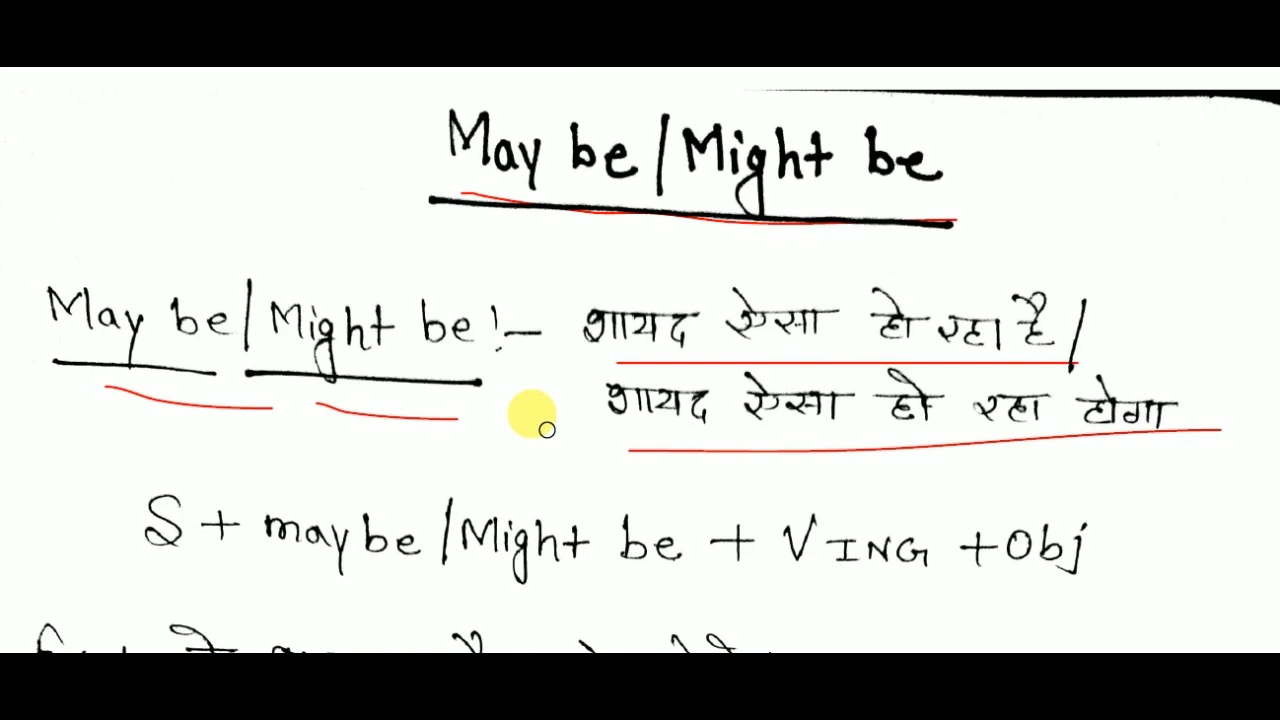 May be / Might be
May be / Might be :- शायद ऐसा हो रहा है /
शायद ऐसा हो रहा होगा
S + may be / Might be + VING + Obj